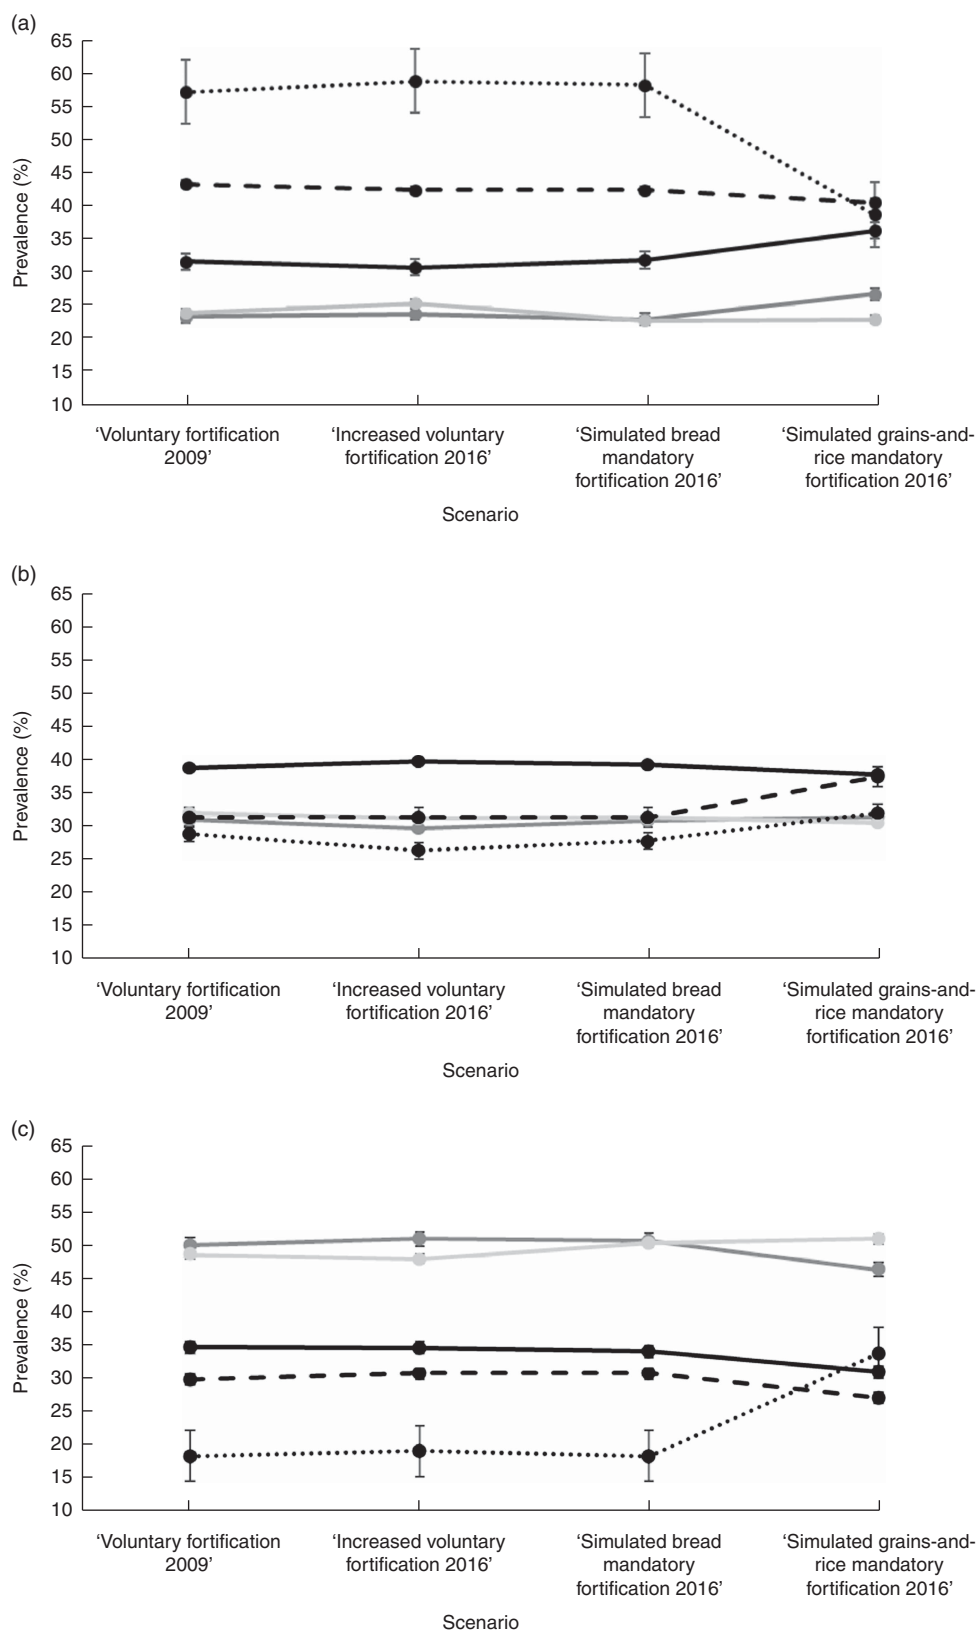 (a)
65
60
55
50
45
40
35
30
25
20
15
10
Prevalence (%)
‘Voluntary fortification
2009’
‘Increased voluntary
fortification 2016’
‘Simulated bread
mandatory
fortification 2016’
‘Simulated grains-and-
rice mandatory
fortification 2016’
Scenario
(b)
65
60
55
50
45
40
35
30
25
20
15
10
Prevalence (%)
‘Voluntary fortification
2009’
‘Increased voluntary
fortification 2016’
‘Simulated bread
mandatory
fortification 2016’
‘Simulated grains-and-
rice mandatory
fortification 2016’
Scenario
(c)
65
60
55
50
45
40
35
30
25
20
15
10
Prevalence (%)
‘Voluntary fortification
2009’
‘Increased voluntary
fortification 2016’
‘Simulated bread
mandatory
fortification 2016’
‘Simulated grains-and-
rice mandatory
fortification 2016’
Scenario